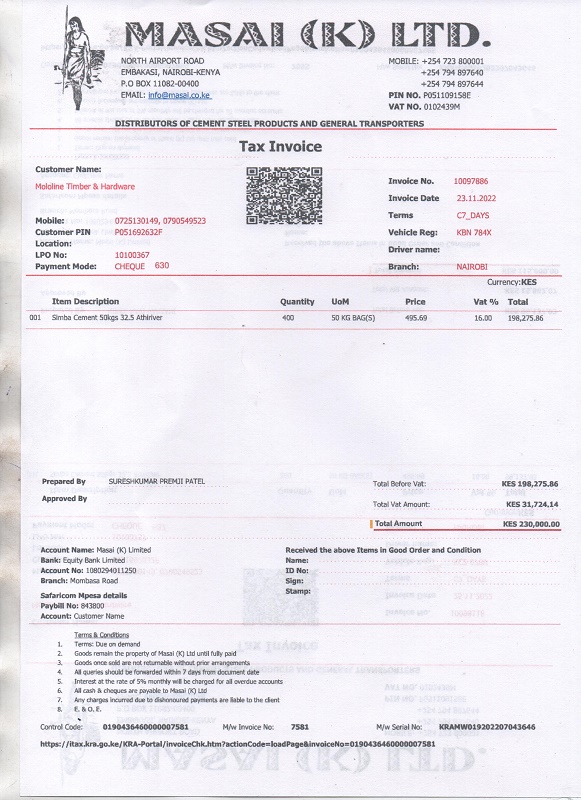 MASAI (K) LTD.
NORTH AIRPORT ROAD
EMBAKASI, NAIROBI-KENYA
P.O BOX 11082-00400
EMAIL: info@masai.co.ke
MOBILE: +254 723 800001
+254 794 897640
+254 794 897644
PIN NO. P051109158E
VAT NO. 0102439M
DISTRIBUTORS OF CEMENT STEEL PRODUCTS AND GENERAL TRANSPORTERS
Tax Invoice
Customer Name:
Mololine Timber & Hardware
Mobile: 0725130149, 0790549523
Customer PIN P051692632F
Location:
LPO No: 10100367
Payment Mode: CHEQUE 630
Invoice No. 10097886
Invoice Date 23.11.2022
Terms C7_DAYS
Vehicle Reg: KBN 784X
Driver name:
Branch: NAIROBI
Currency:KES
Item Description Quantity UoM Price Vat % Total
001 Simba Cement 50kgs 32.5 Athiriver 400 50 KG BAG(S) 495.69 16.00 198,275.86
Prepared By SURESHKUMAR PREMJI PATEL
Approved By
Total Before Vat: KES 198,275.86
Total Vat Amount: KES 31,724,14
Total Amount KES 230,000.00
Account Name: Masai (K) Limited
Bank: Equity Bank Limited
Account No: 1080294011250
Branch: Mombasa Road
Safaricom Mpesa details
Paybill No: 843800
Account: Customer Name
Received the above Items in Good Order and Condition
Name:
ID No:
Sign:
Stamp:
Terms & Conditions
1. Terms: Due on demand
2. Goods remain the property of Masai (K) Ltd until fully paid
3. Goods once sold are not returnable without prior arrangements
4. All queries should be forwarded within 7 days from document date
5. Interest at the rate of 5% monthly will be charged for all overdue accounts
6. All cash & cheques are payable to Masai (K) Ltd
7. Any charges incurred due to dishonoured payments are liable to the client
8. E, & O, E.
Control Code: 0190436460000007581 M/w Invoice No: 7581 M/w Serial No: KRAMW019202207043646
https://itax.kra.go.ke/KRA-Portal/invoiceChk.htm?actionCode=loadPage&invoiceNo=0190436460000007581